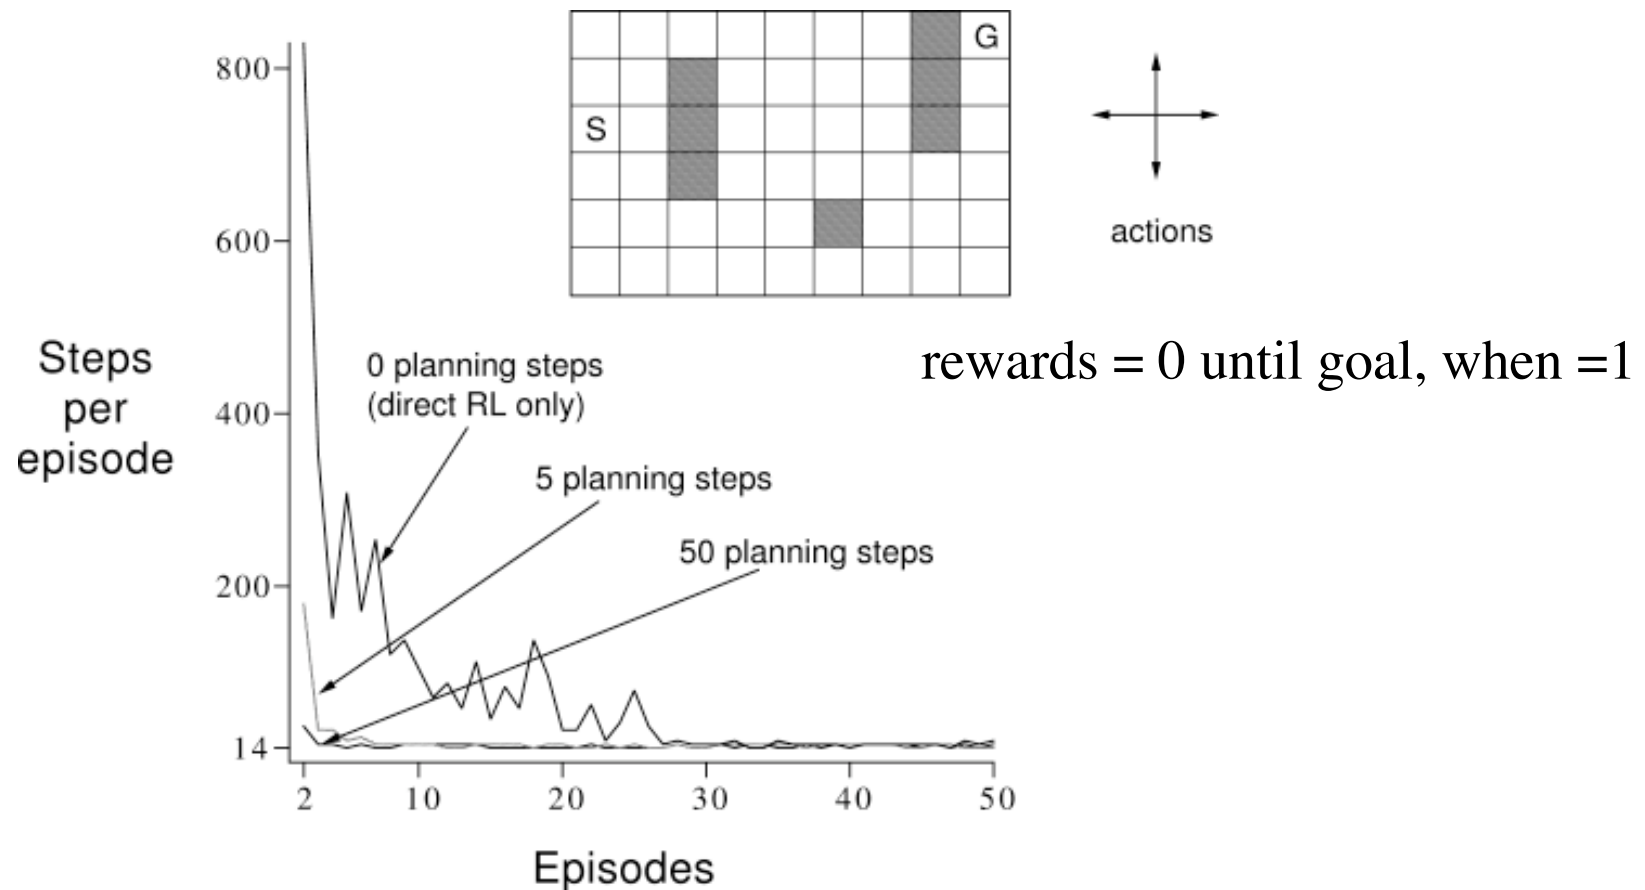 800
600
400
200
14
Steps
per
episode
2
10
20
30
40
50
Episodes
0 planning steps
(direct RL only)
5 planning steps
50 planning steps
G
S
actions
rewards = 0 until goal, when =1